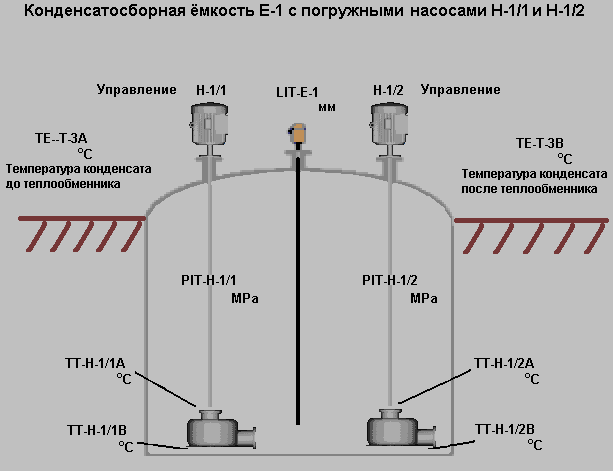 Конденсатосборная ёмкость Е-1 с погружными насосами Н-1/1 и Н-1/2
Управление
Н-1/1
LIT-E-1
мм
Н-1/2
Управление
TE--T-3A
°C
Температура конденсата
до теплообменника
TE-T-3B
°C
Температура конденсата
после теплообменника
PIT-H-1/1
MPa
PIT-H-1/2
MPa
TT-H-1/1A
°C
TT-H-1/2A
°C
TT-H-1/1B
°C
TT-H-1/2B
°C